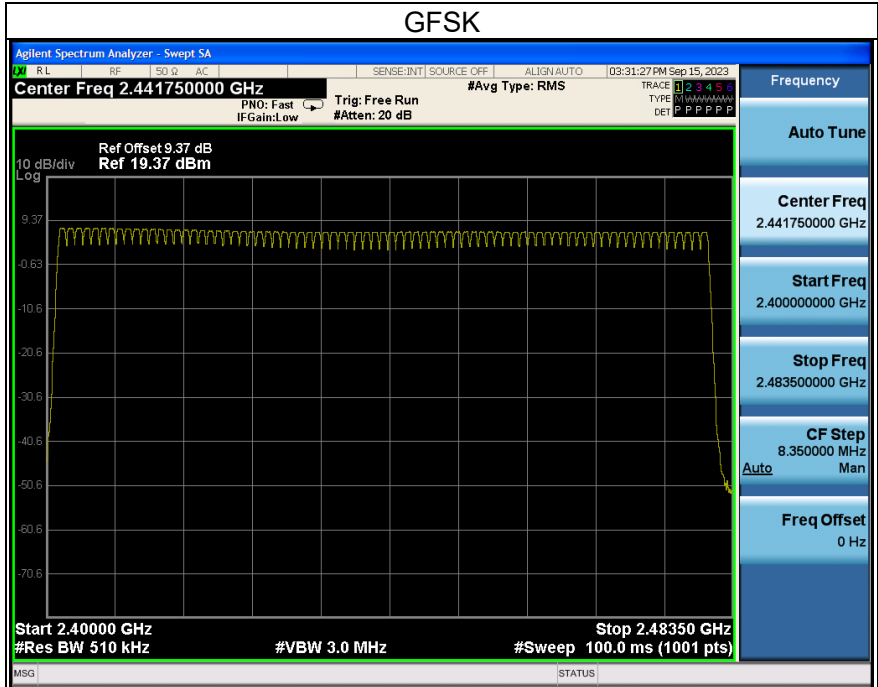 GFSK
Agilent Spectrum Analyzer - Swept SA
LXI RL RF 50 Ω AC SENSE:INT SOURCE OFF ALIGN AUTO 03:31:27 PM Sep 15, 2023
Center Freq 2.441750000 GHz
PNO: Fast
IFGain:Low
Trig: Free Run
#Atten: 20 dB
#Avg Type: RMS
TRACE 1 2 3 4 5 6
TYPE M WWWWW
DET P P P P P P
Ref Offset 9.37 dB
10 dB/div Ref 19.37 dBm
Log
9.37
-0.63
-10.6
-20.6
-30.6
-40.6
-50.6
-60.6
-70.6
Start 2.40000 GHz Stop 2.48350 GHz
#Res BW 510 kHz #VBW 3.0 MHz #Sweep 100.0 ms (1001 pts)
MSG STATUS
Frequency
Auto Tune
Center Freq
2.441750000 GHz
Start Freq
2.400000000 GHz
Stop Freq
2.483500000 GHz
CF Step
8.350000 MHz
Auto Man
Freq Offset
0 Hz